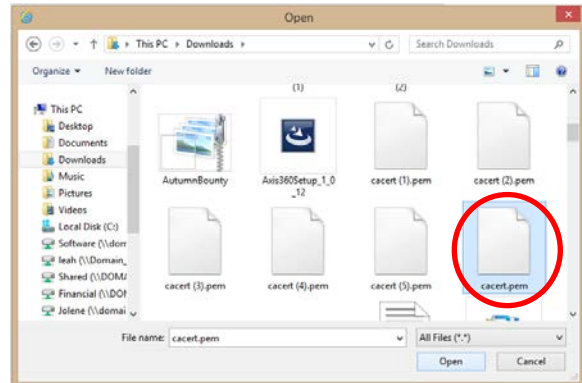 Open
This PC ▸ Downloads ▸
Search Downloads
Organize ▾ New folder
(1) (2)
This PC
Desktop
Documents
Downloads
Music
Pictures
Videos
Local Disk (C:)
Software (\\dom
leah (\\Domain_
Shared (\\DOM
Financial (\\DO
Jolene (\\domai
AutumnBounty
Axis360Setup_1_0
_12
cacert (1).pem
cacert (2).pem
cacert (3).pem
cacert (4).pem
cacert (5).pem
cacert.pem
File name: cacert.pem
All Files (*.*)
Open Cancel